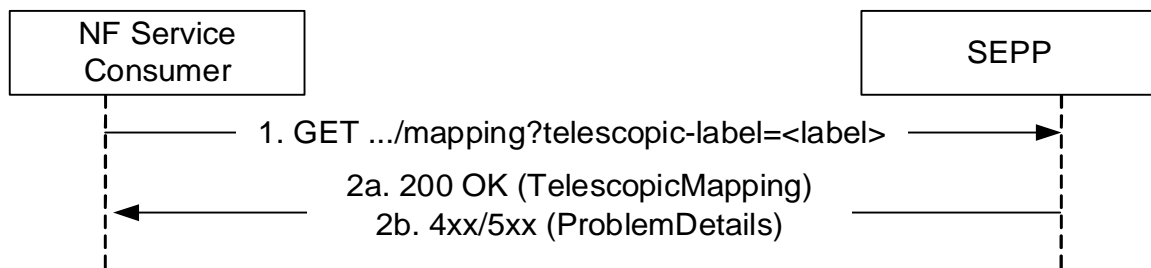 NF Service
Consumer
SEPP
1. GET .../mapping?telescopic-label=<label>
2a. 200 OK (TelescopicMapping)
2b. 4xx/5xx (ProblemDetails)